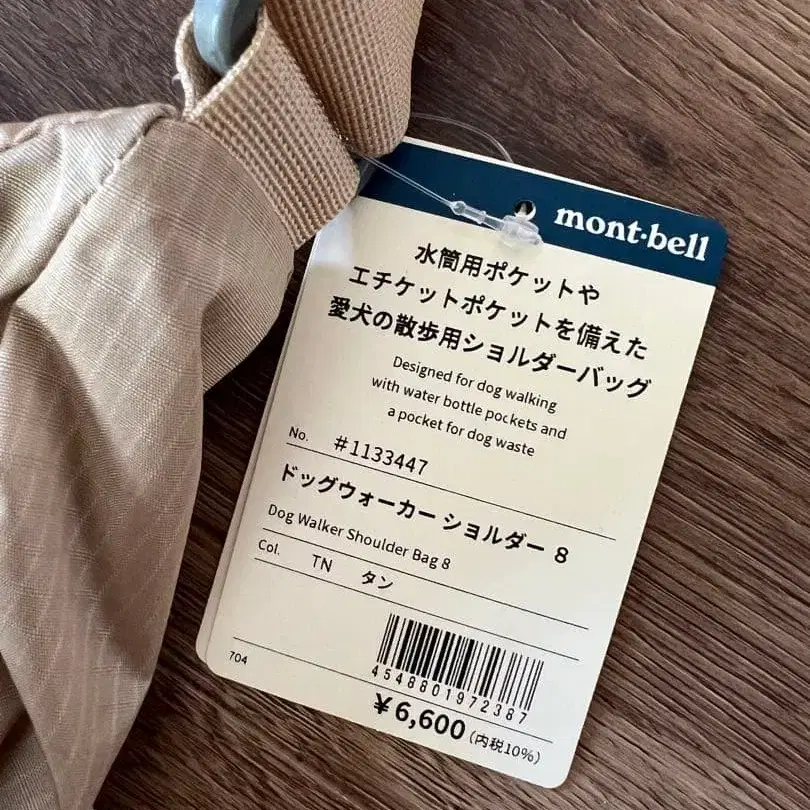 mont·bell
水筒用ポケットや
エチケットポケットを備えた
愛犬の散歩用ショルダーバッグ
Designed for dog walking
with water bottle pockets and
a pocket for dog waste
No. #1133447
ドッグウォーカー ショルダー 8
Dog Walker Shoulder Bag 8
Col. TN タン
4548801972387
704
¥6,600(内税10%)